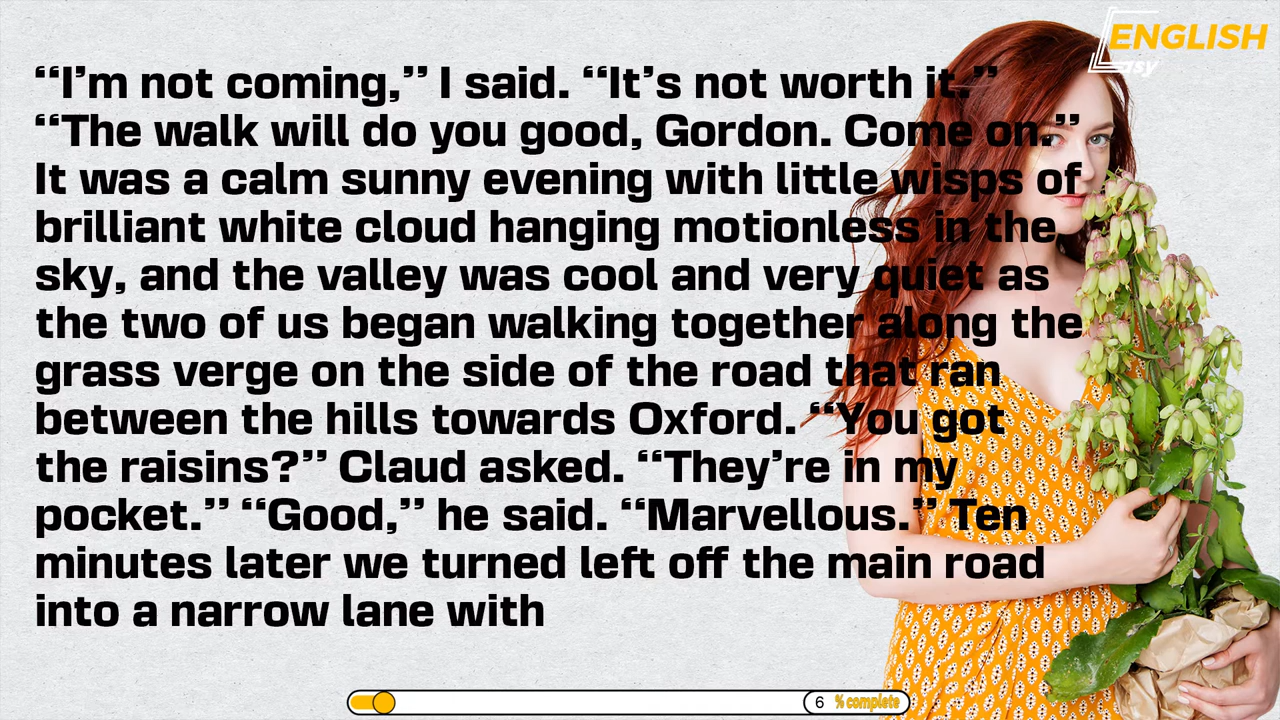 ENGLISH
Easy
“I’m not coming,” I said. “It’s not worth it.”
“The walk will do you good, Gordon. Come on.”
It was a calm sunny evening with little wisps of
brilliant white cloud hanging motionless in the
sky, and the valley was cool and very quiet as
the two of us began walking together along the
grass verge on the side of the road that ran
between the hills towards Oxford. “You got
the raisins?” Claud asked. “They’re in my
pocket.” “Good,” he said. “Marvellous.” Ten
minutes later we turned left off the main road
into a narrow lane with
6 % complete